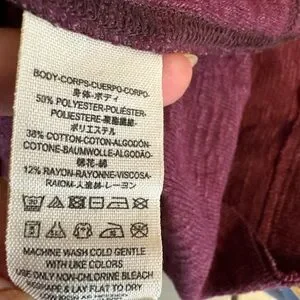 BODY-CORPS-CUERPO-CORPO-
身体-ボディ
50% POLYESTER-POLIÉSTER-
POLIESTERE-聚酯纖維-
ポリエステル
38% COTTON-COTON-ALGODÓN-
COTONE-BAUMWOLLE-ALGODÃO-
棉花-綿
12% RAYON-RAYONNE-VISCOSA-
RAION-人造絲-レーヨン
MACHINE WASH COLD GENTLE
WITH LIKE COLORS
USE ONLY NON-CHLORINE BLEACH
RESHAPE & LAY FLAT TO DRY